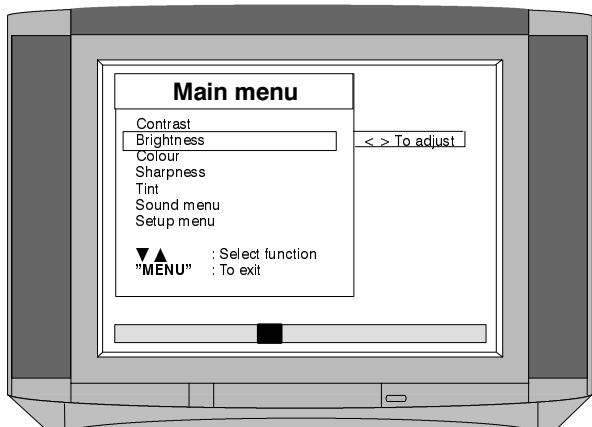 Main menu
Contrast
Brightness
< > To adjust
Colour
Sharpness
Tint
Sound menu
Setup menu
▼ ▲ : Select function
”MENU” : To exit